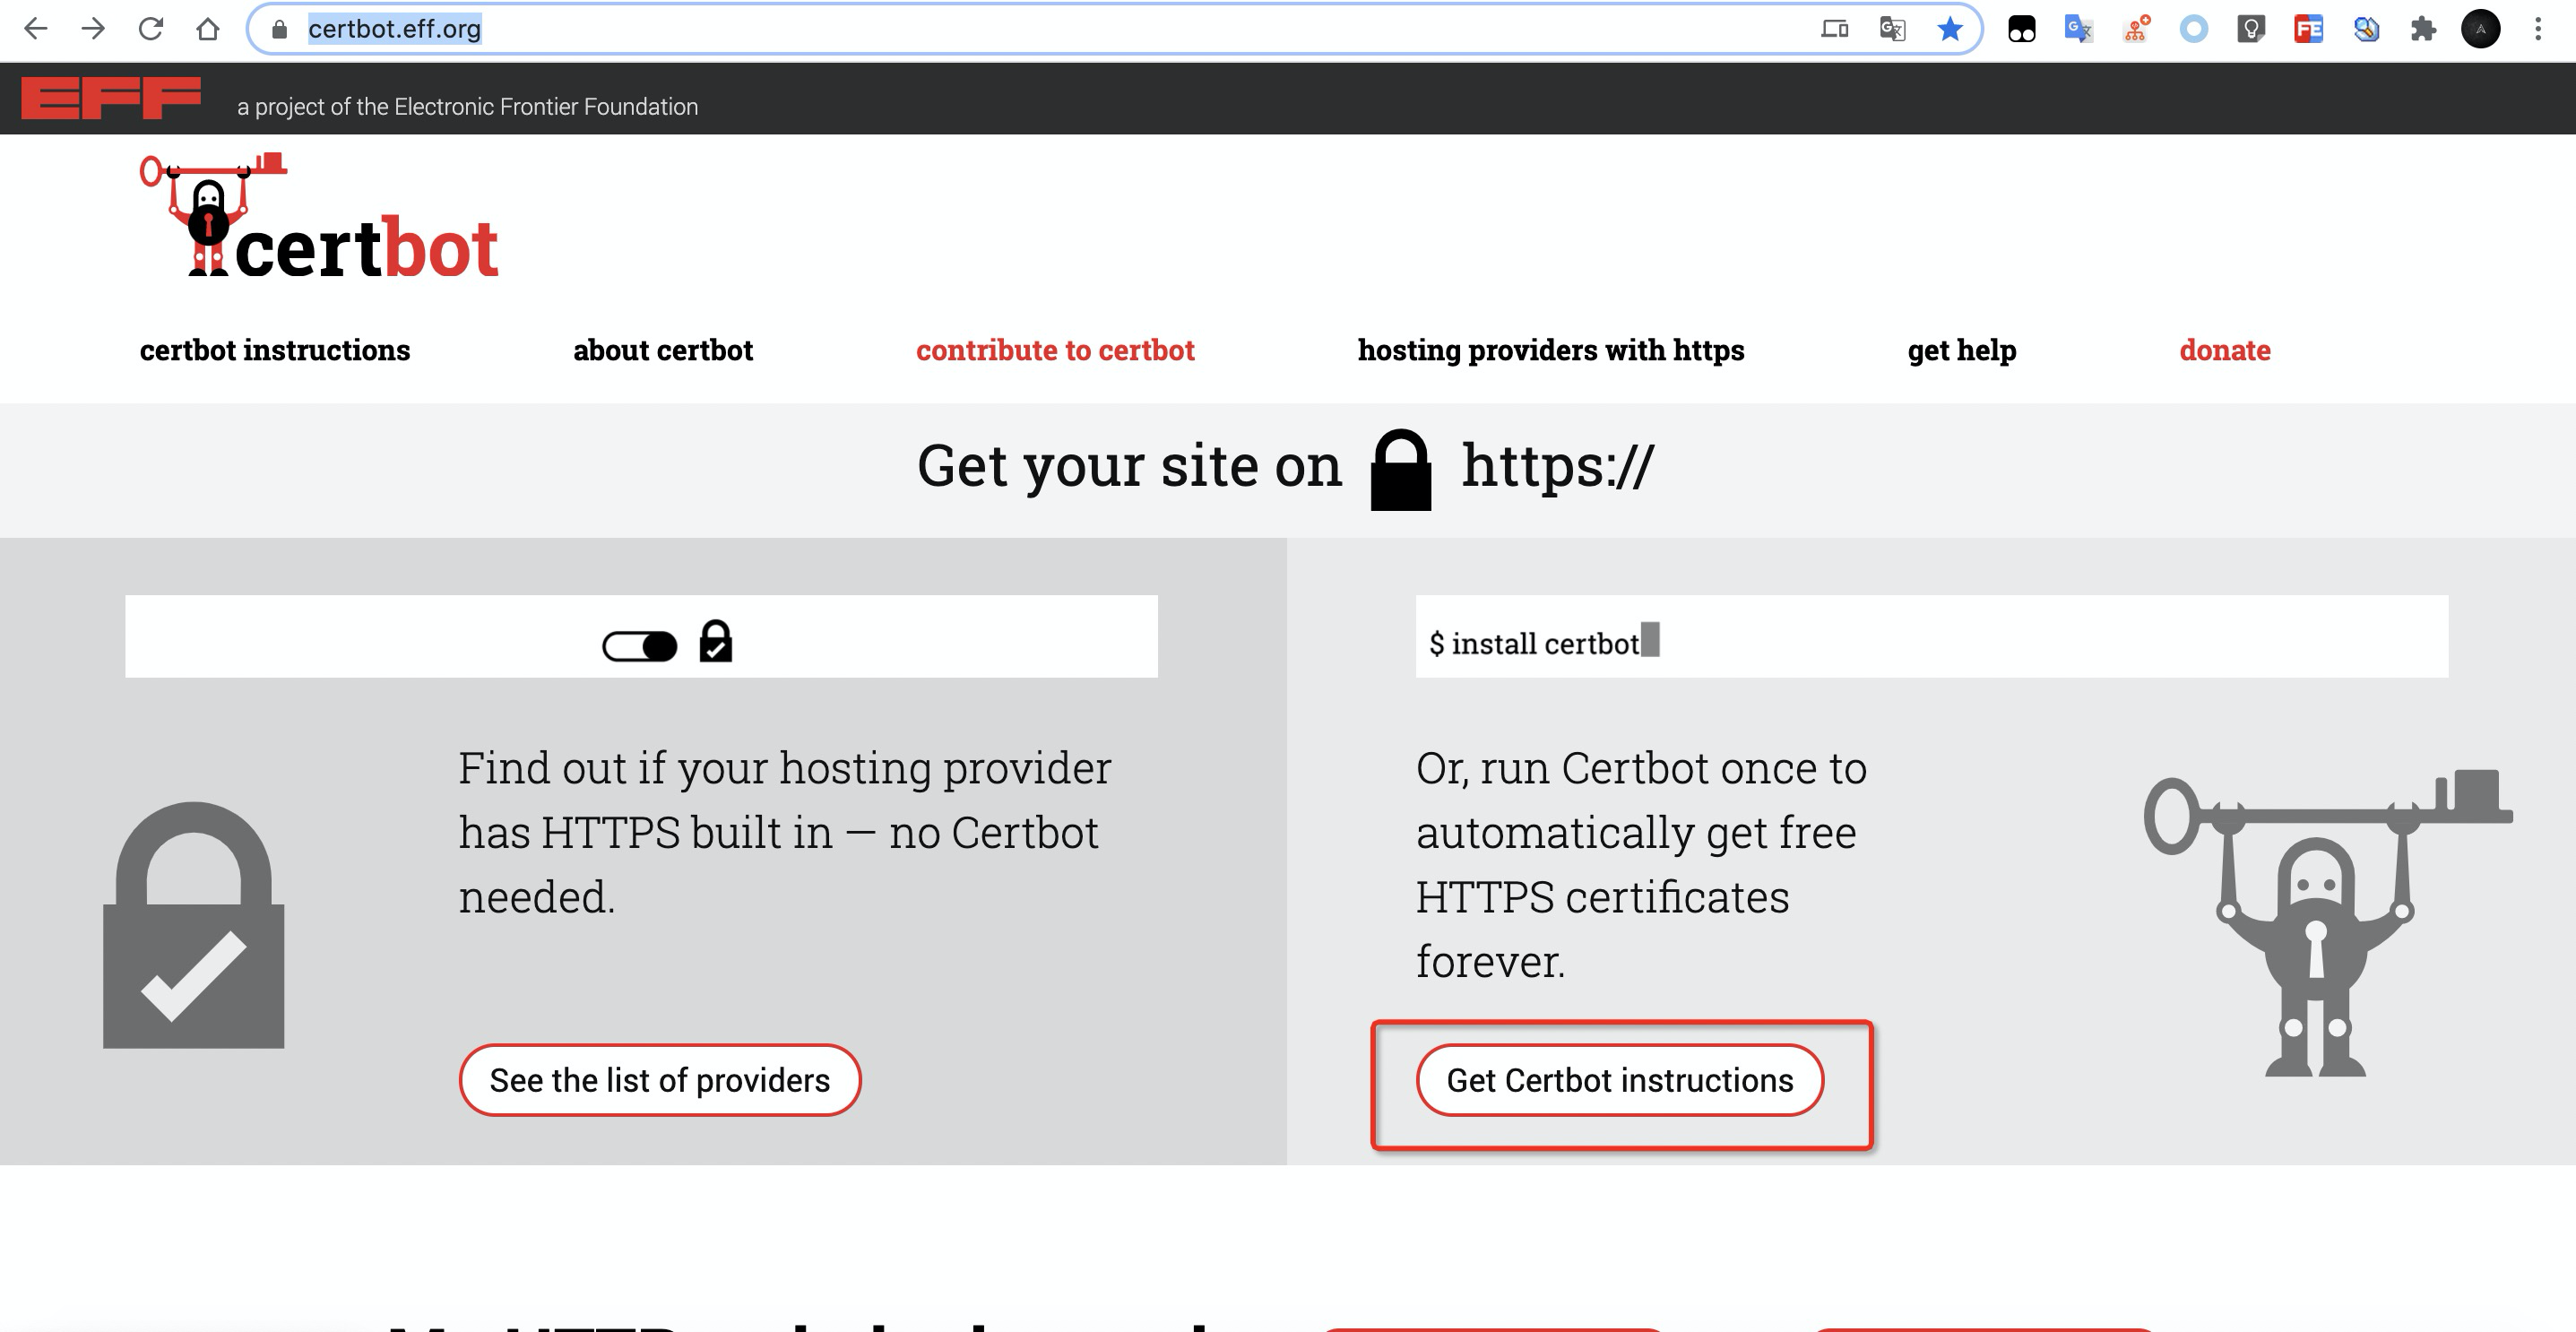 certbot.eff.org
EFF
a project of the Electronic Frontier Foundation
certbot
certbot instructions
about certbot
contribute to certbot
hosting providers with https
get help
donate
Get your site on https://
$ install certbot
Find out if your hosting provider
has HTTPS built in — no Certbot
needed.
See the list of providers
Or, run Certbot once to
automatically get free
HTTPS certificates
forever.
Get Certbot instructions